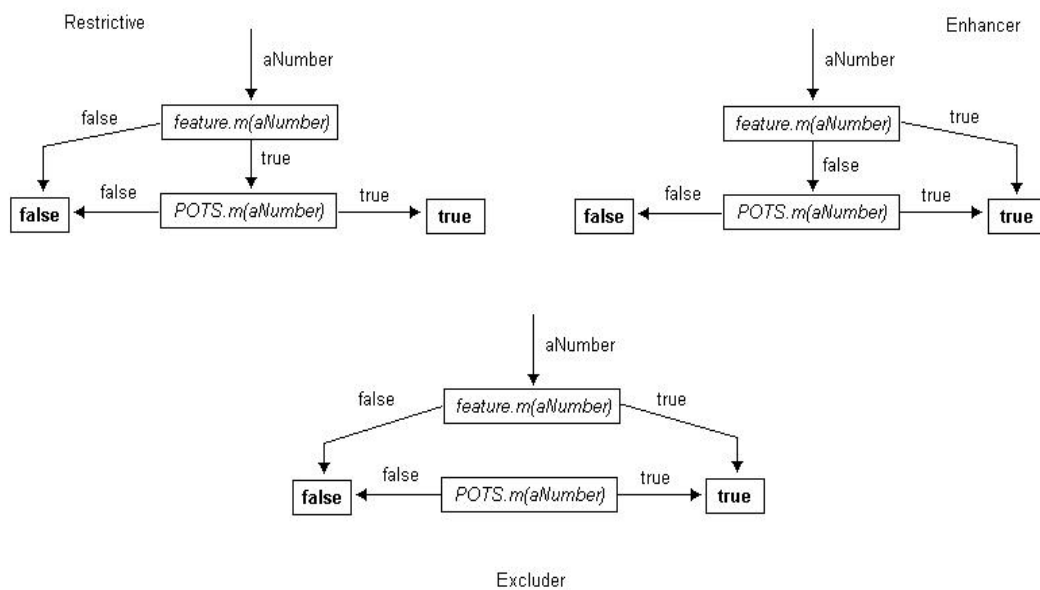 Restrictive
aNumber
false
feature.m(aNumber)
true
false
false
POTS.m(aNumber)
true
true
Enhancer
aNumber
feature.m(aNumber)
true
false
false
false
POTS.m(aNumber)
true
true
aNumber
false
feature.m(aNumber)
true
false
false
POTS.m(aNumber)
true
true
Excluder